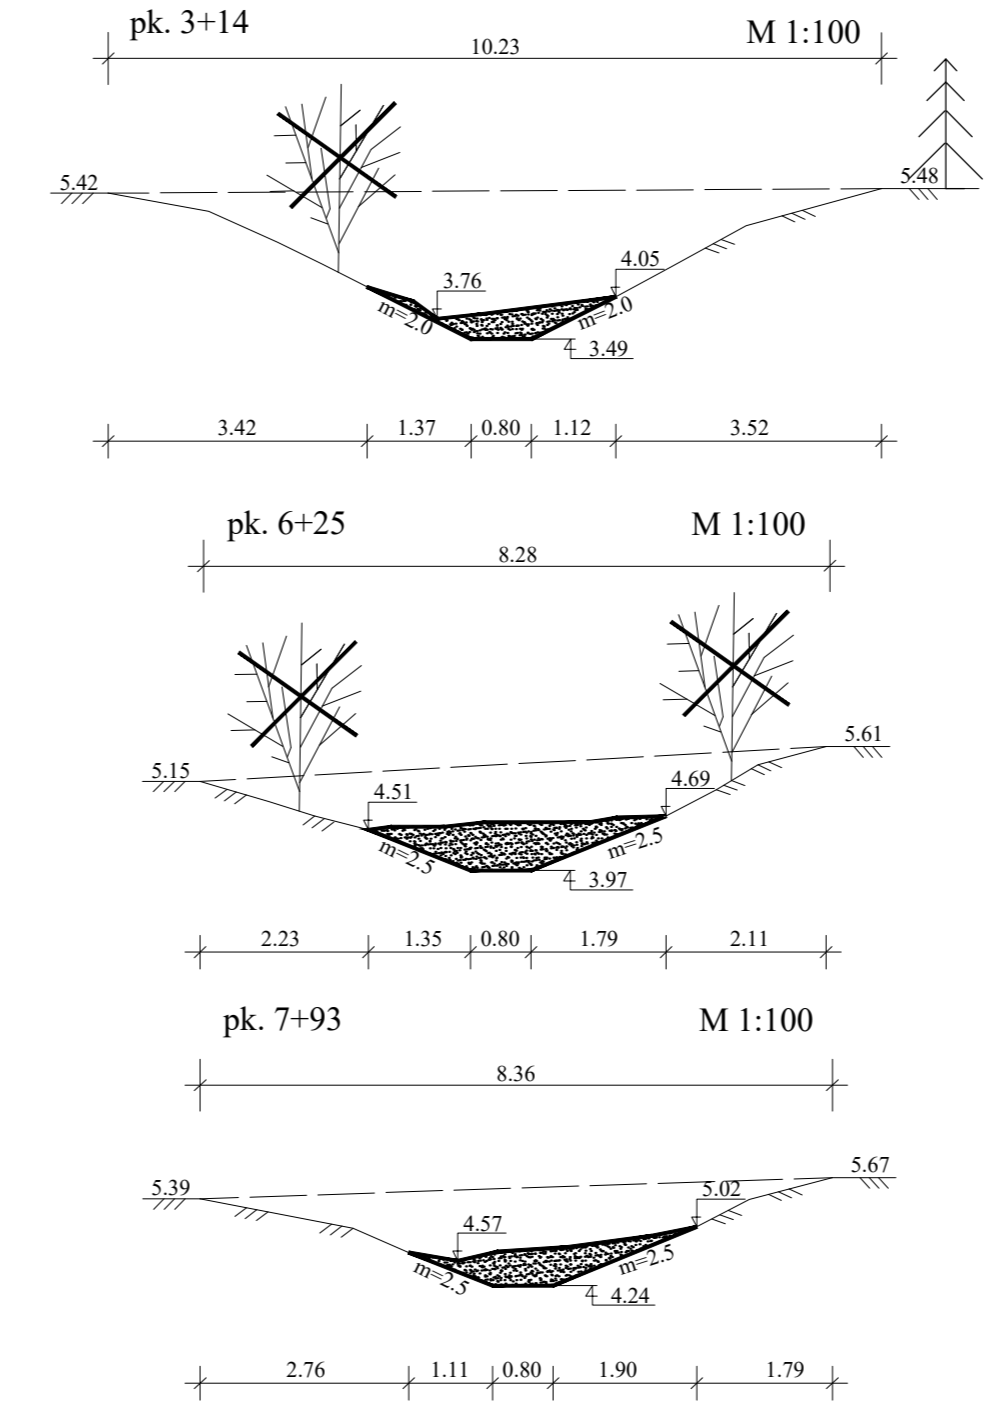 pk. 3+14 M 1:100
10.23
5.42 5.48
4.05
3.76
m=2.0 m=2.0
3.49
3.42 1.37 0.80 1.12 3.52
pk. 6+25 M 1:100
8.28
5.61
5.15
4.69
4.51
m=2.5 m=2.5
3.97
2.23 1.35 0.80 1.79 2.11
pk. 7+93 M 1:100
8.36
5.67
5.39 5.02
4.57
m=2.5 m=2.5
4.24
2.76 1.11 0.80 1.90 1.79